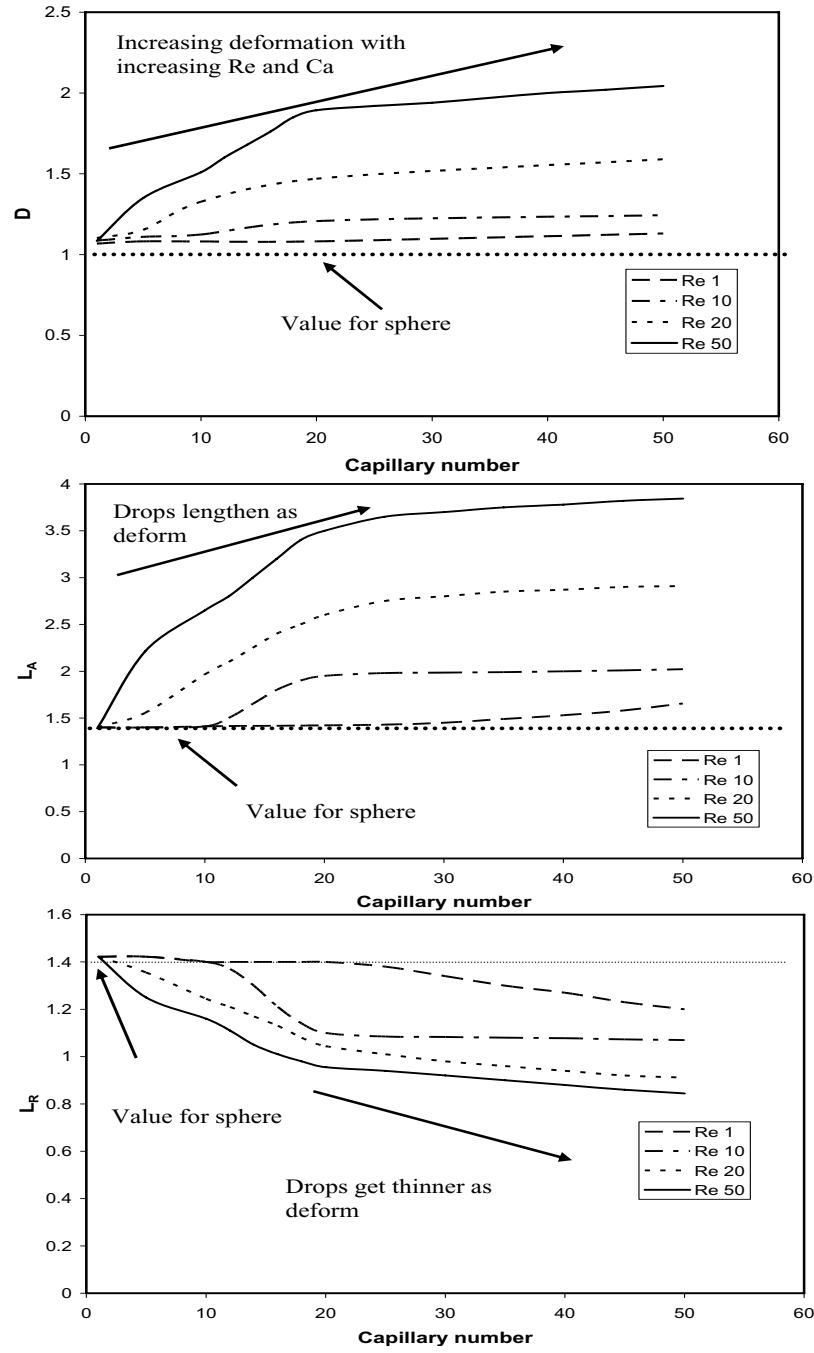 2.5
Increasing deformation with
increasing Re and Ca
2
1.5
D
1
Value for sphere
Re 1
Re 10
Re 20
Re 50
0.5
0
0 10 20 30 40 50 60
Capillary number
4
Drops lengthen as
deform
3.5
3
2.5
LA
2
1.5
1
Value for sphere
Re 1
Re 10
Re 20
Re 50
0.5
0
0 10 20 30 40 50 60
Capillary number
1.6
1.4
1.2
1
LR
0.8
Value for sphere
0.6
Drops get thinner as
deform
Re 1
Re 10
Re 20
Re 50
0.4
0.2
0
0 10 20 30 40 50 60
Capillary number